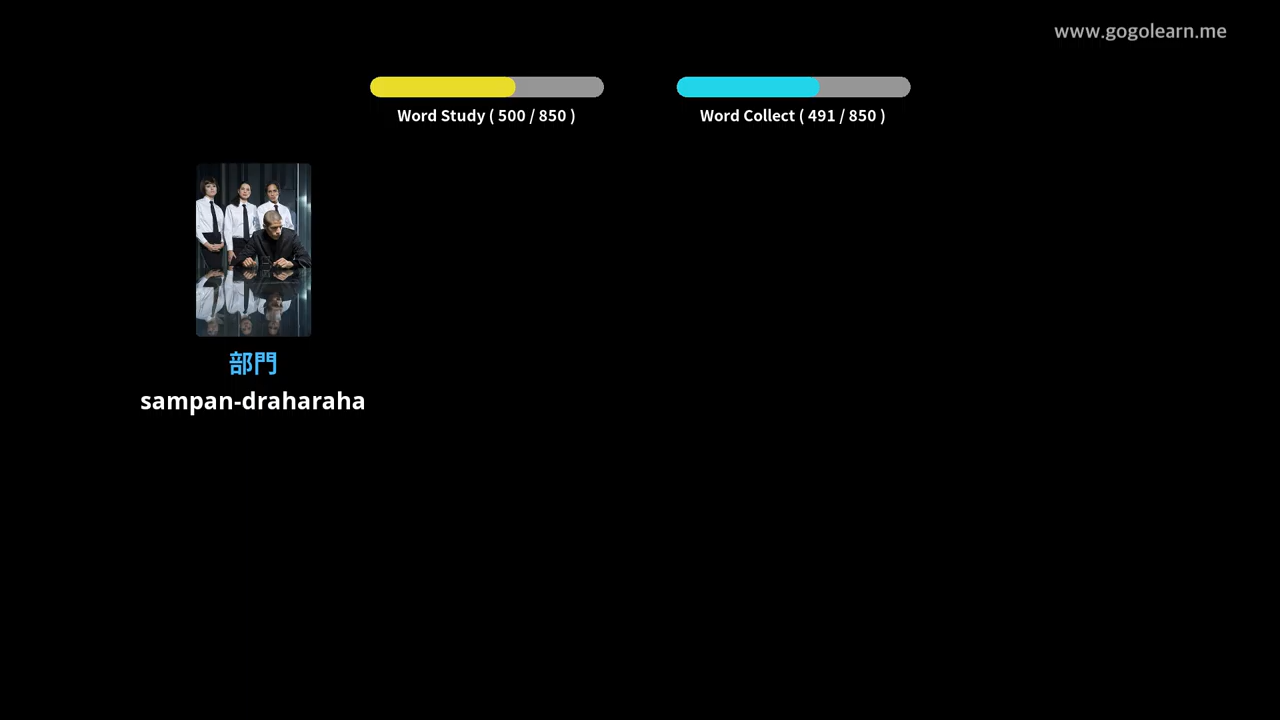 www.gogolearn.me
Word Study ( 500 / 850 )
Word Collect ( 491 / 850 )
部門
sampan-draharaha